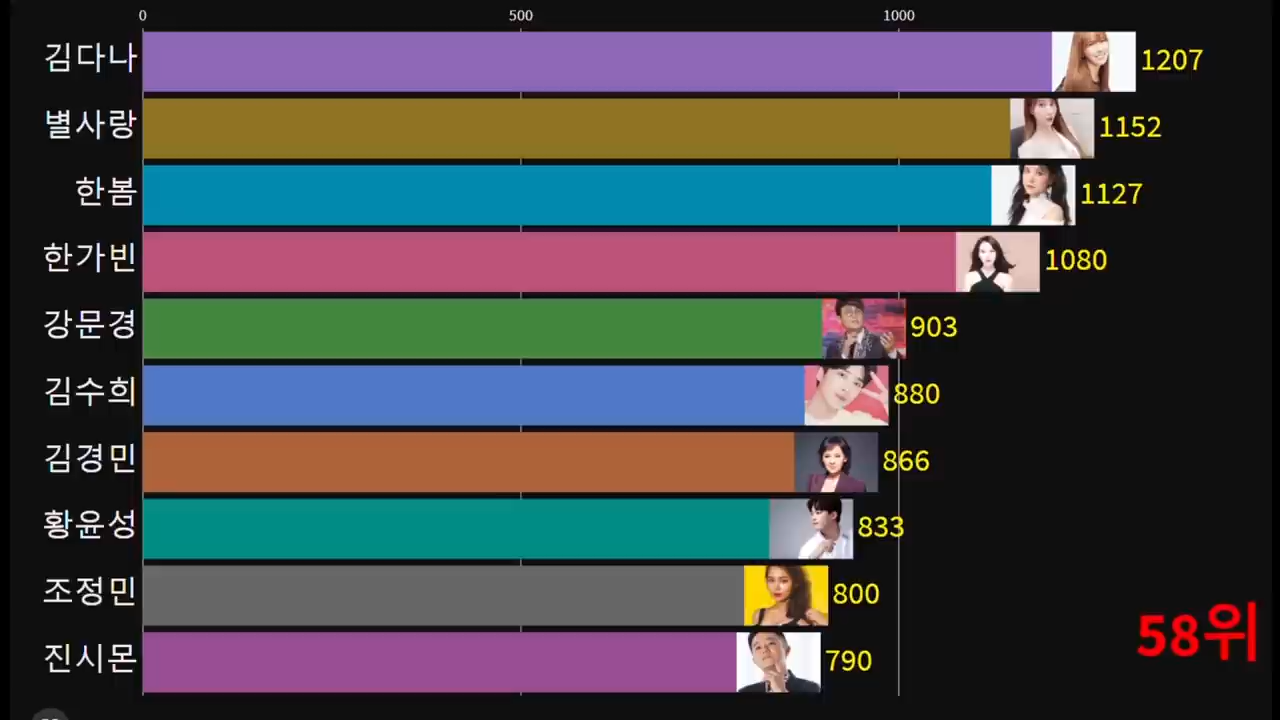 0 500 1000
김다나 1207
별사랑 1152
한봄 1127
한가빈 1080
강문경 903
김수희 880
김경민 866
황윤성 833
조정민 800
진시몬 790
58위